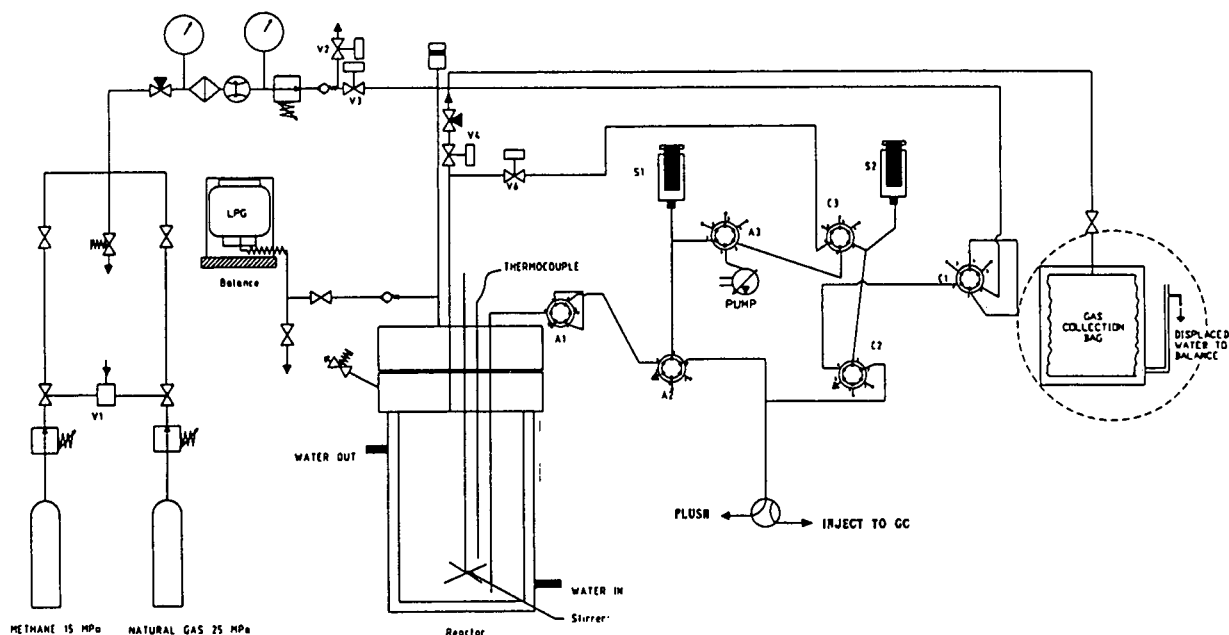 V2
V3
V4
V6
S1
S2
C3
A3
C1
LPG
Balance
THERMOCOUPLE
PUMP
GAS
COLLECTION
BAG
DISPLACED
WATER TO
BALANCE
A1
C2
A2
V1
WATER OUT
PLUSH
INJECT TO GC
WATER IN
Stirrer
METHANE 15 MPa
NATURAL GAS 25 MPa
Reactor